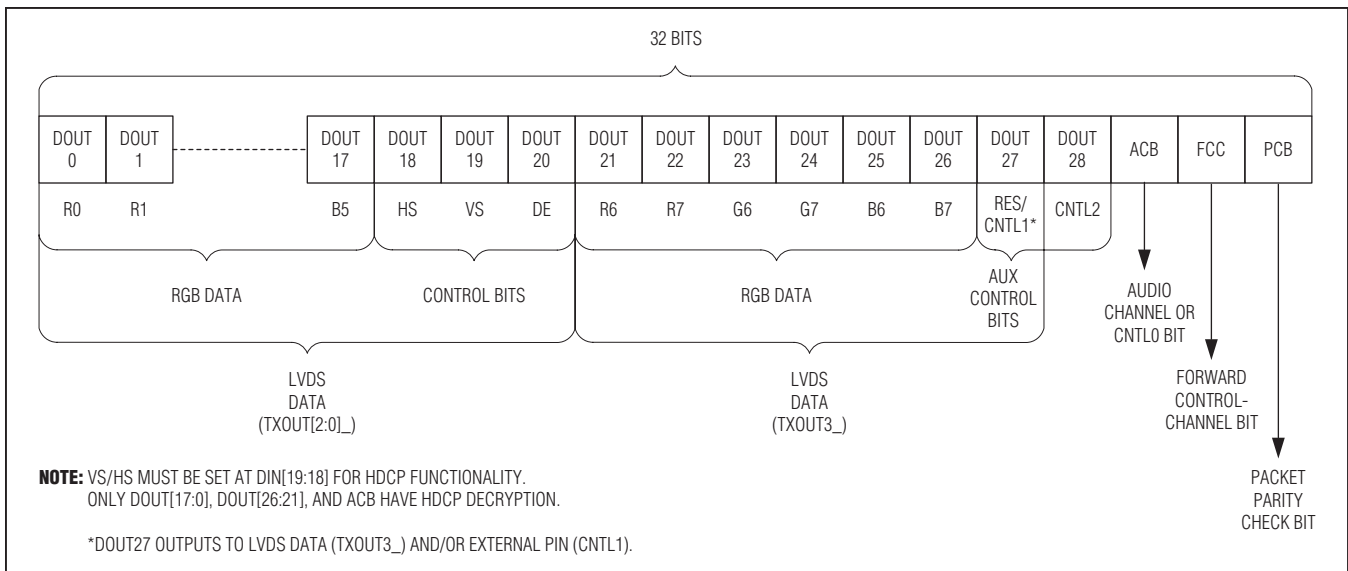 32 BITS
DOUT 0
DOUT 1
DOUT 17
DOUT 18
DOUT 19
DOUT 20
DOUT 21
DOUT 22
DOUT 23
DOUT 24
DOUT 25
DOUT 26
DOUT 27
DOUT 28
ACB
FCC
PCB
R0
R1
B5
HS
VS
DE
R6
R7
G6
G7
B6
B7
RES/
CNTL1*
CNTL2
RGB DATA
CONTROL BITS
RGB DATA
AUX
CONTROL
BITS
AUDIO
CHANNEL OR
CNTL0 BIT
LVDS
DATA
(TXOUT[2:0]_)
LVDS
DATA
(TXOUT3_)
FORWARD
CONTROL-
CHANNEL BIT
PACKET
PARITY
CHECK BIT
NOTE: VS/HS MUST BE SET AT DIN[19:18] FOR HDCP FUNCTIONALITY.
ONLY DOUT[17:0], DOUT[26:21], AND ACB HAVE HDCP DECRYPTION.
*DOUT27 OUTPUTS TO LVDS DATA (TXOUT3_) AND/OR EXTERNAL PIN (CNTL1).